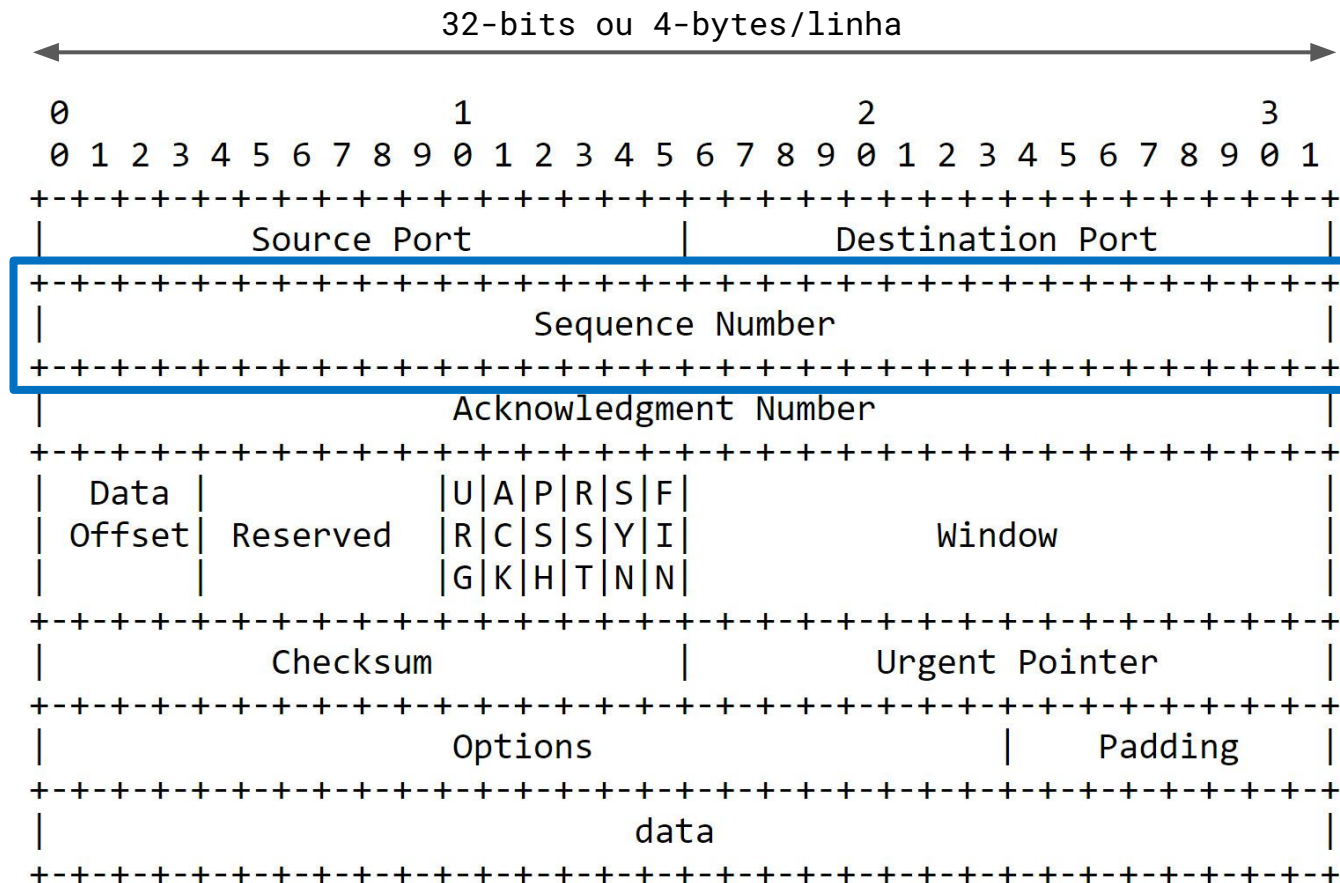 32-bits ou 4-bytes/linha
 0                   1                   2                   3
 0 1 2 3 4 5 6 7 8 9 0 1 2 3 4 5 6 7 8 9 0 1 2 3 4 5 6 7 8 9 0 1
+-+-+-+-+-+-+-+-+-+-+-+-+-+-+-+-+-+-+-+-+-+-+-+-+-+-+-+-+-+-+-+-+
|          Source Port          |       Destination Port        |
+-+-+-+-+-+-+-+-+-+-+-+-+-+-+-+-+-+-+-+-+-+-+-+-+-+-+-+-+-+-+-+-+
|                        Sequence Number                        |
+-+-+-+-+-+-+-+-+-+-+-+-+-+-+-+-+-+-+-+-+-+-+-+-+-+-+-+-+-+-+-+-+
|                    Acknowledgment Number                      |
+-+-+-+-+-+-+-+-+-+-+-+-+-+-+-+-+-+-+-+-+-+-+-+-+-+-+-+-+-+-+-+-+
|  Data |           |U|A|P|R|S|F|                               |
| Offset| Reserved  |R|C|S|S|Y|I|            Window             |
|       |           |G|K|H|T|N|N|                               |
+-+-+-+-+-+-+-+-+-+-+-+-+-+-+-+-+-+-+-+-+-+-+-+-+-+-+-+-+-+-+-+-+
|           Checksum            |         Urgent Pointer        |
+-+-+-+-+-+-+-+-+-+-+-+-+-+-+-+-+-+-+-+-+-+-+-+-+-+-+-+-+-+-+-+-+
|                    Options                    |    Padding    |
+-+-+-+-+-+-+-+-+-+-+-+-+-+-+-+-+-+-+-+-+-+-+-+-+-+-+-+-+-+-+-+-+
|                             data                              |
+-+-+-+-+-+-+-+-+-+-+-+-+-+-+-+-+-+-+-+-+-+-+-+-+-+-+-+-+-+-+-+-+